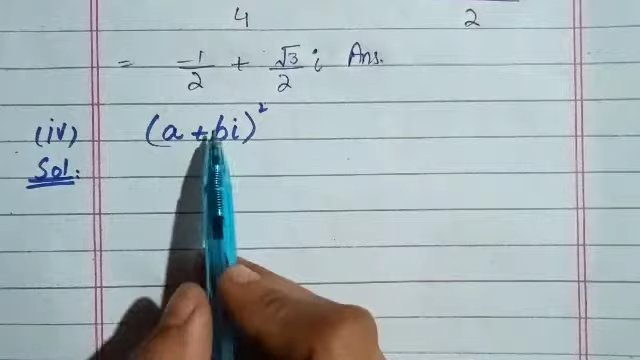 4 2
= -1/2 + √3/2 i Ans.
(iv) (a + bi)²
Sol: